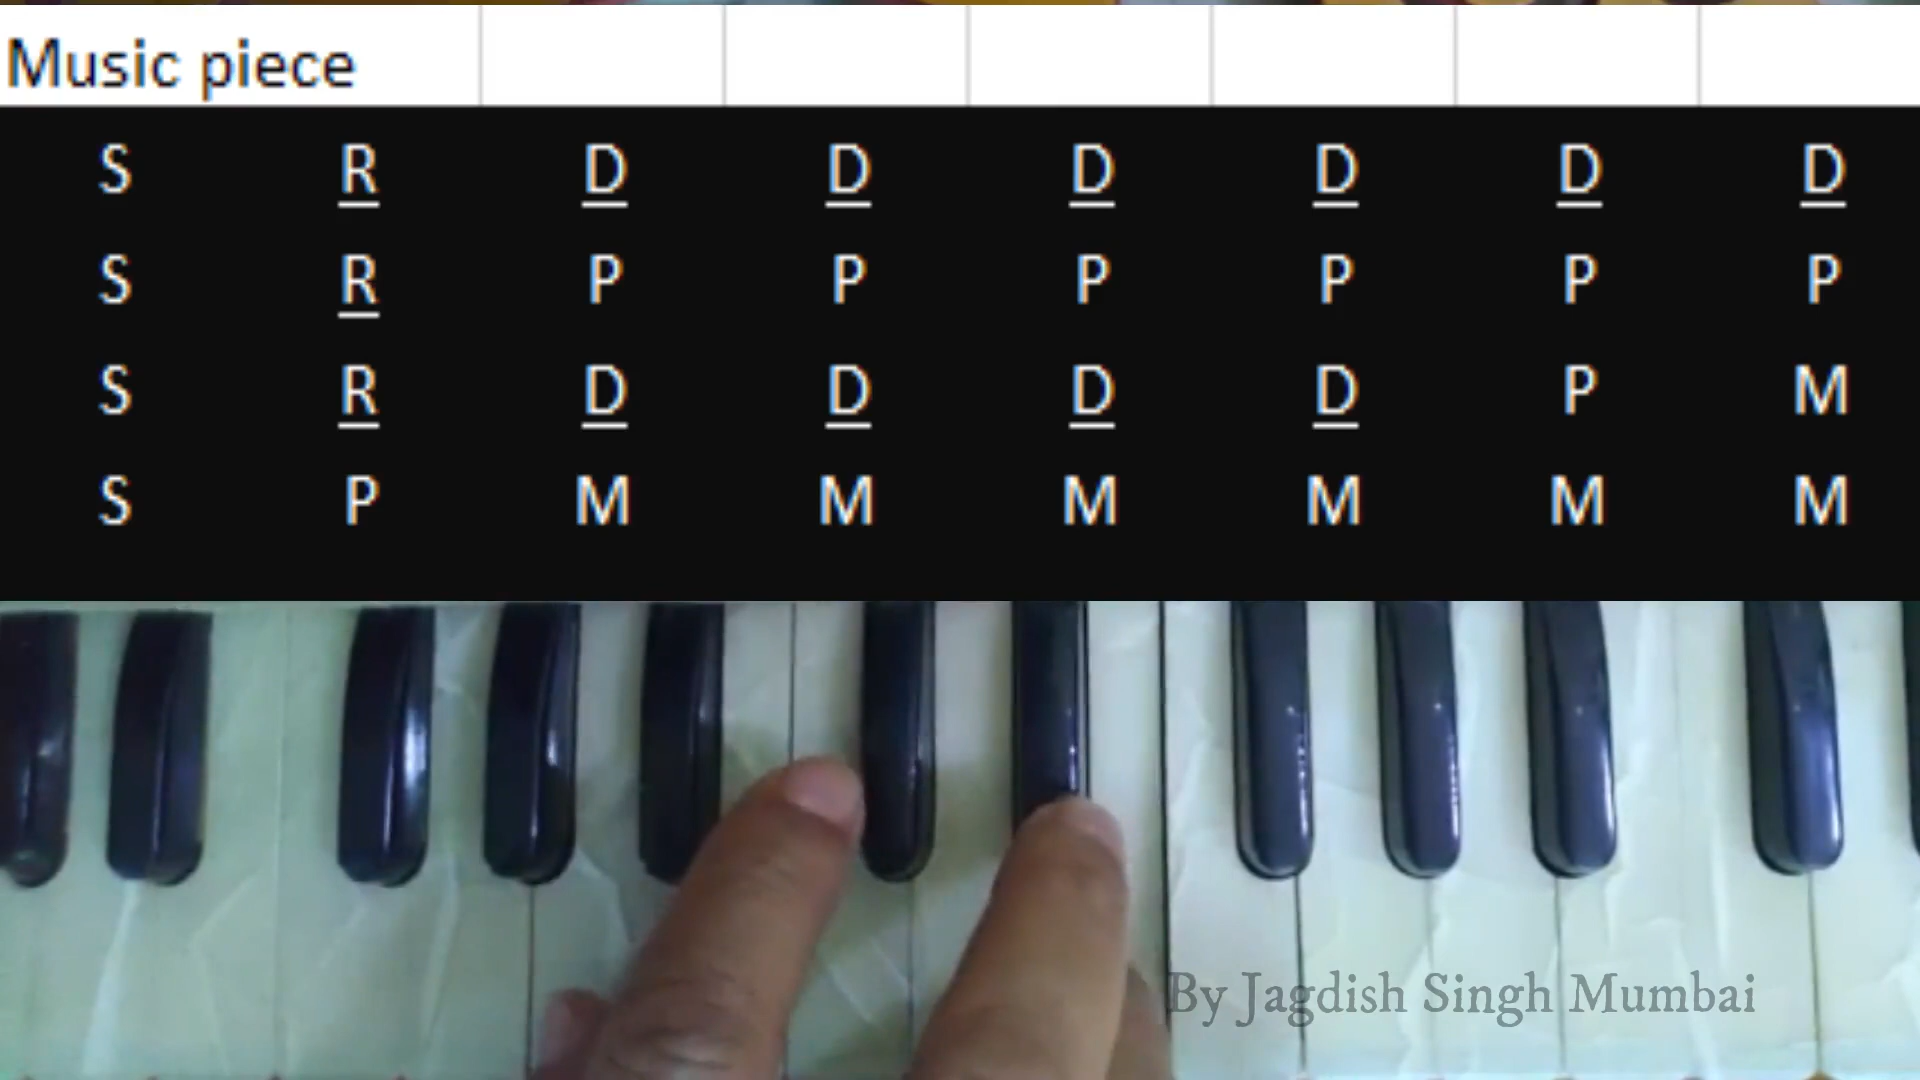 Music piece
S R D D D D D D
S R P P P P P P
S R D D D D P M
S P M M M M M M
By Jagdish Singh Mumbai